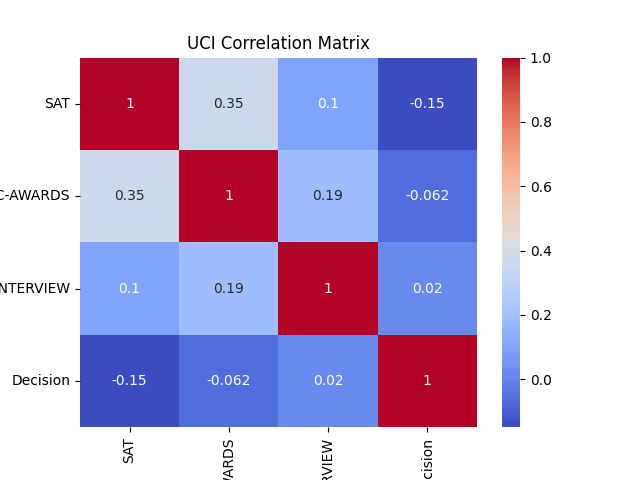 UCI Correlation Matrix
SAT 1 0.35 0.1 -0.15
C-AWARDS 0.35 1 0.19 -0.062
NTERVIEW 0.1 0.19 1 0.02
Decision -0.15 -0.062 0.02 1
SAT WARDS RVIEW cision
1.0
0.8
0.6
0.4
0.2
0.0